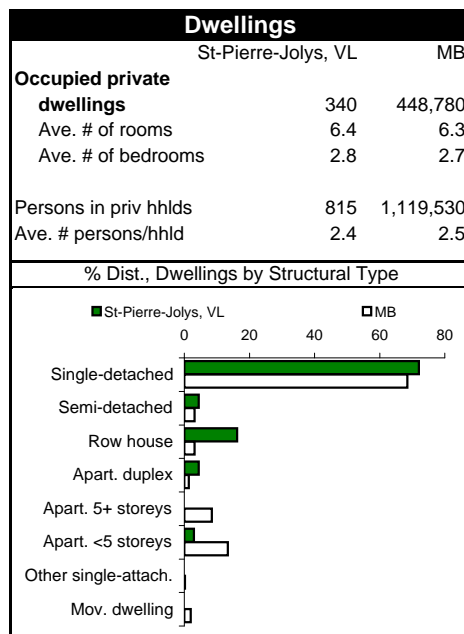 Dwellings
St-Pierre-Jolys, VL MB
Occupied private
dwellings 340 448,780
Ave. # of rooms 6.4 6.3
Ave. # of bedrooms 2.8 2.7
Persons in priv hhlds 815 1,119,530
Ave. # persons/hhld 2.4 2.5
% Dist., Dwellings by Structural Type
St-Pierre-Jolys, VL MB
0 20 40 60 80
Single-detached
Semi-detached
Row house
Apart. duplex
Apart. 5+ storeys
Apart. <5 storeys
Other single-attach.
Mov. dwelling